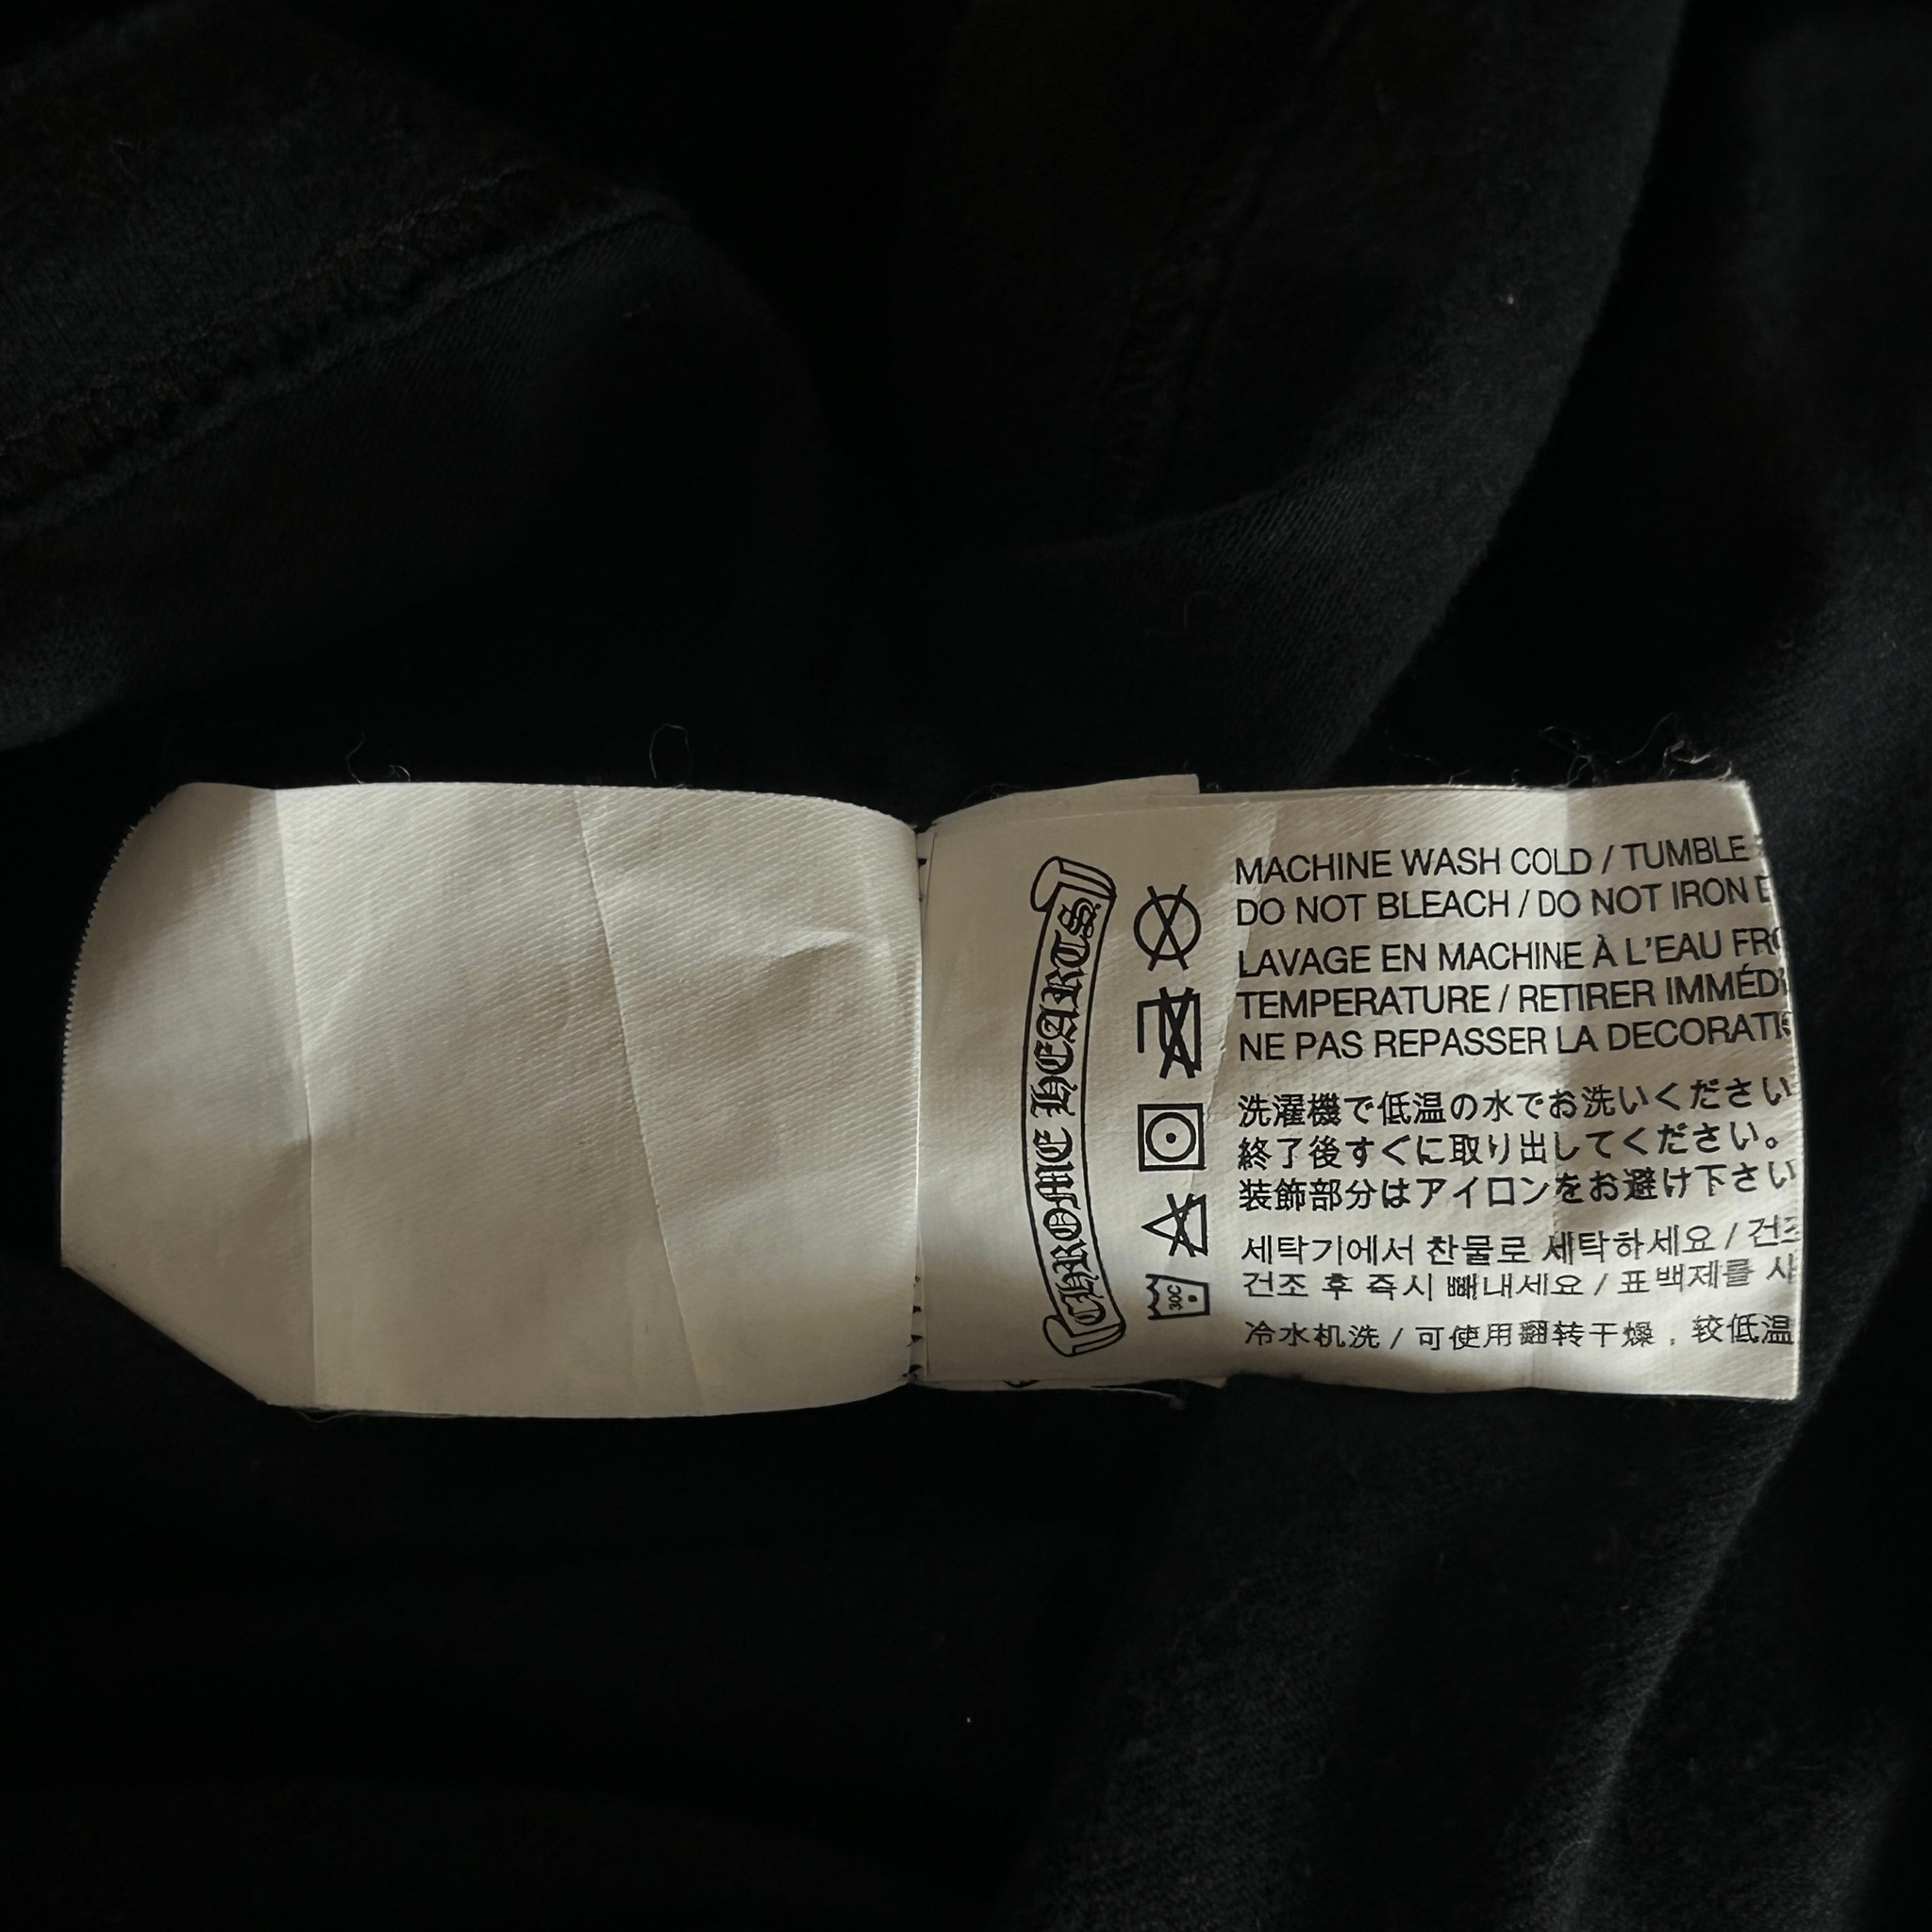 CHROME HEARTS
30C
MACHINE WASH COLD / TUMBLE
DO NOT BLEACH / DO NOT IRON
LAVAGE EN MACHINE À L'EAU
TEMPERATURE / RETIRER
NE PAS REPASSER LA
洗濯機で低温の水でお洗いください
終了後すぐに取り出してください。
装飾部分はアイロンをお避け下さい
세탁기에서 찬물로 세탁하세요 /
건조 후 즉시 빼내세요 / 표백제를
冷水机洗 / 可使用翻转干燥，较低温